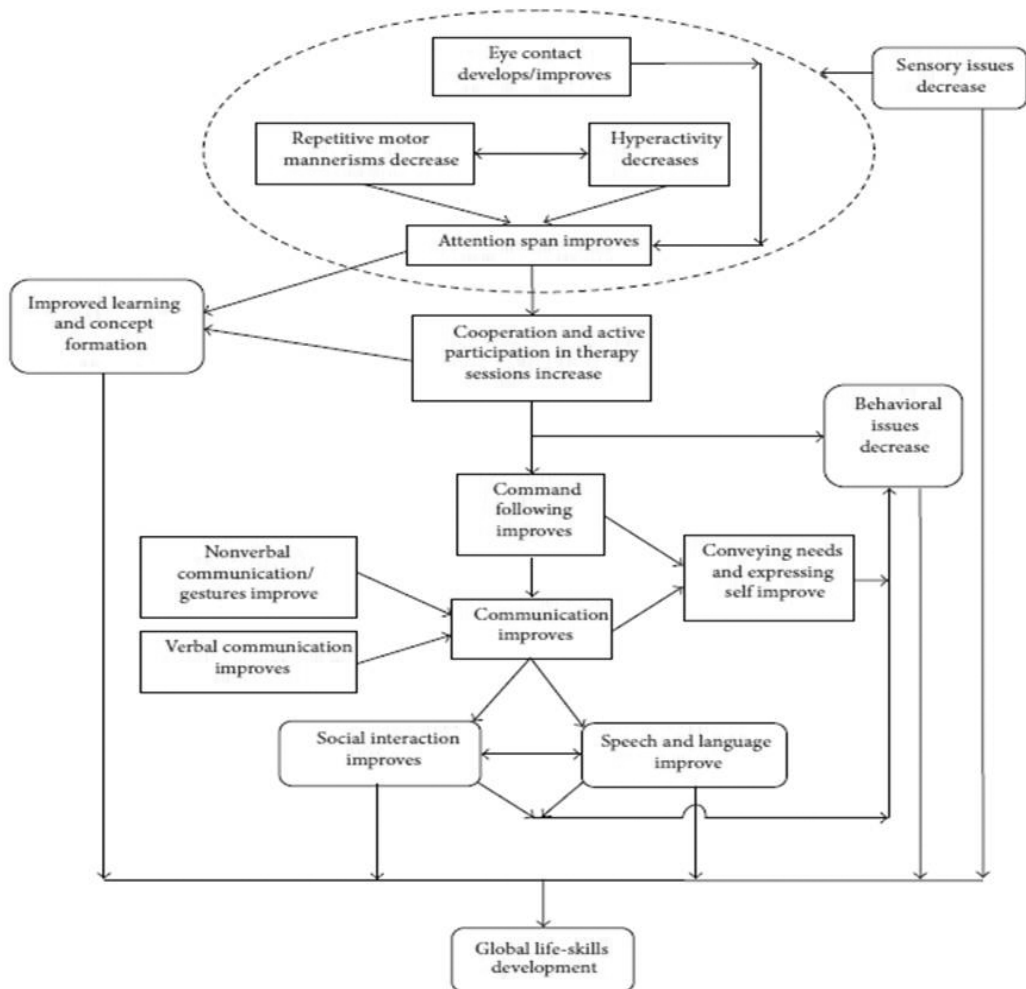 Eye contact
develops/improves
Sensory issues
decrease
Repetitive motor
mannerisms decrease
Hyperactivity
decreases
Attention span improves
Improved learning
and concept
formation
Cooperation and active
participation in therapy
sessions increase
Behavioral
issues
decrease
Command
following
improves
Nonverbal
communication/
gestures improve
Conveying needs
and expressing
self improve
Communication
improves
Verbal communication
improves
Social interaction
improves
Speech and language
improve
Global life-skills
development